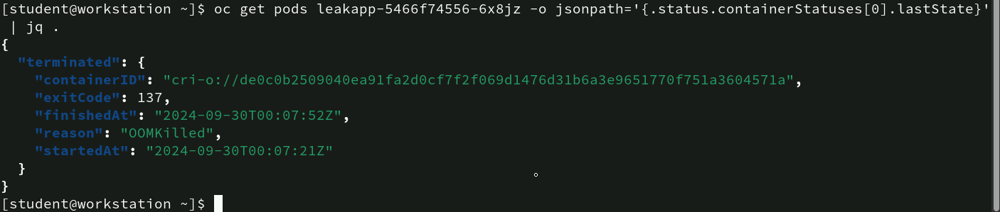 [student@workstation ~]$ oc get pods leakapp-5466f74556-6x8jz -o jsonpath='{.status.containerStatuses[0].lastState}'
 | jq .
{
  "terminated": {
    "containerID": "cri-o://de0c0b2509040ea91fa2d0cf7f2f069d1476d31b6a3e9651770f751a3604571a",
    "exitCode": 137,
    "finishedAt": "2024-09-30T00:07:52Z",
    "reason": "OOMKilled",
    "startedAt": "2024-09-30T00:07:21Z"
  }
}
[student@workstation ~]$